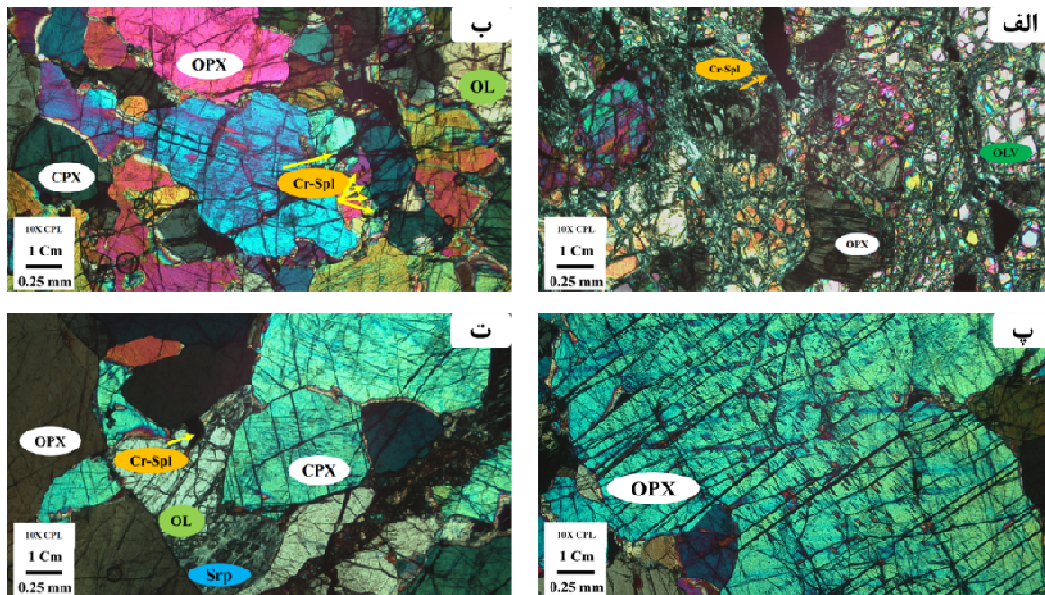 الف
Cr-Spl
OLV
OPX
10X CPL
1 Cm
0.25 mm
ب
OPX
OL
CPX
Cr-Spl
10X CPL
1 Cm
0.25 mm
پ
OPX
10X CPL
1 Cm
0.25 mm
ت
OPX
Cr-Spl
CPX
OL
Srp
10X CPL
1 Cm
0.25 mm